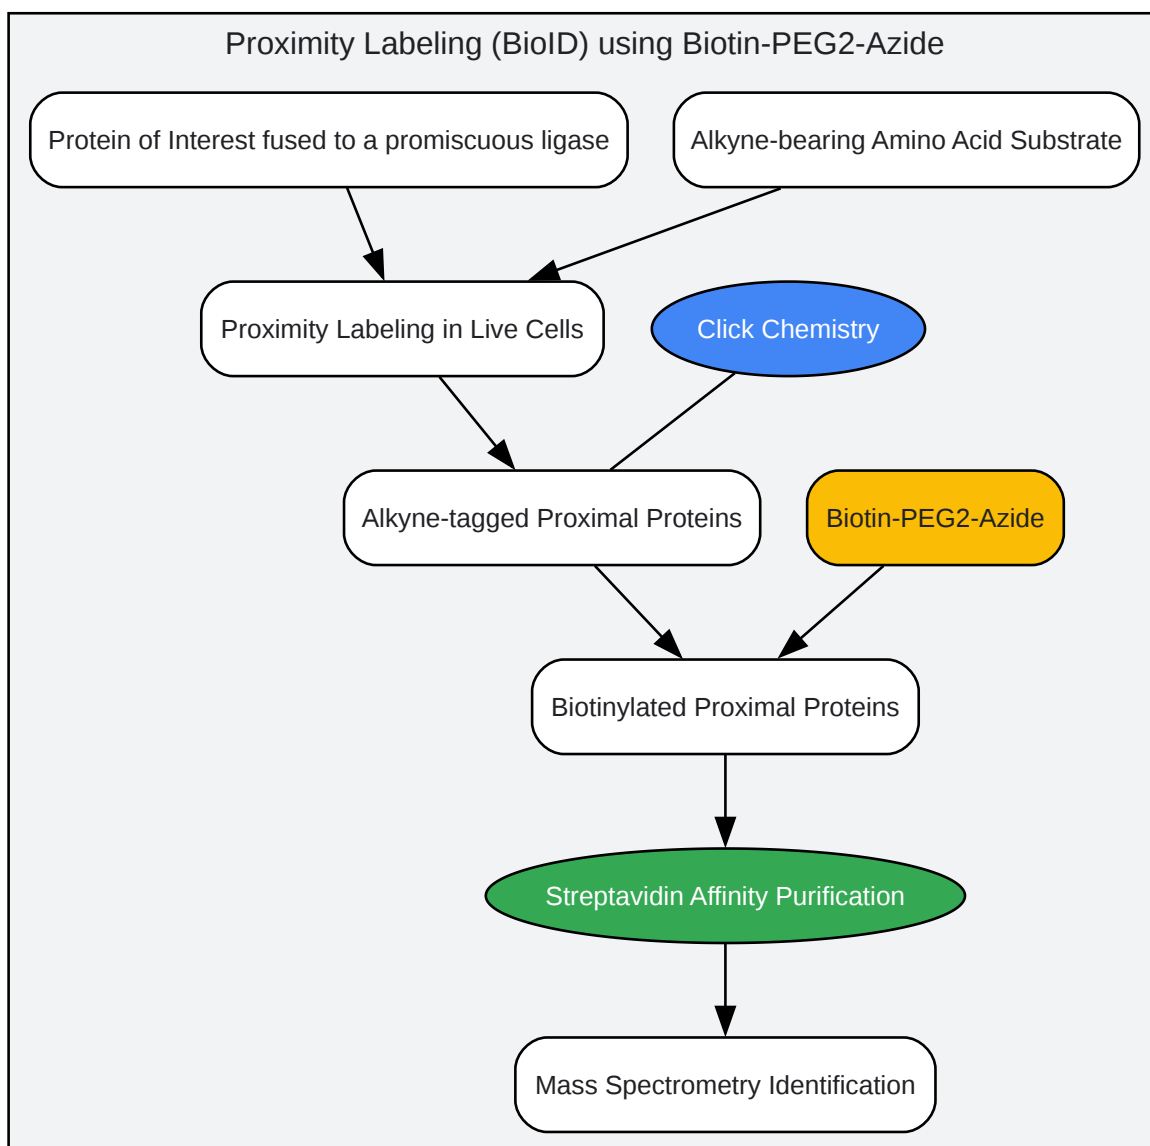 Proximity Labeling (BioID) using Biotin-PEG2-Azide
Protein of Interest fused to a promiscuous ligase
Alkyne-bearing Amino Acid Substrate
Proximity Labeling in Live Cells
Click Chemistry
Alkyne-tagged Proximal Proteins
Biotin-PEG2-Azide
Biotinylated Proximal Proteins
Streptavidin Affinity Purification
Mass Spectrometry Identification